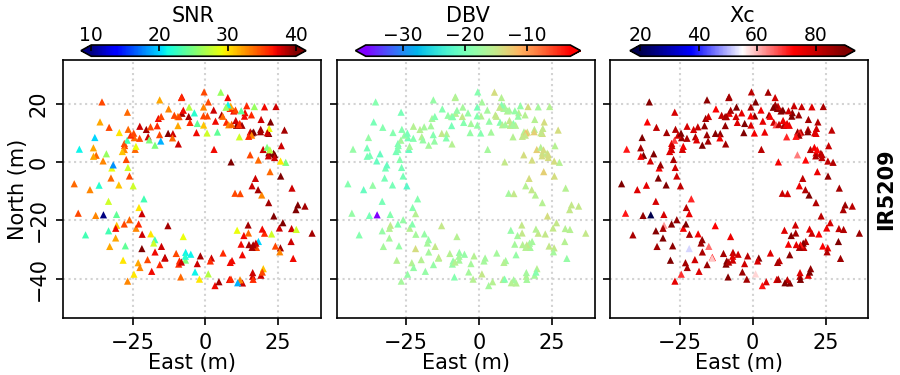 SNR DBV Xc
10 20 30 40 −30 −20 −10 20 40 60 80
20
0
−20
−40
North (m)
IR5209
−25 0 25 −25 0 25 −25 0 25
East (m) East (m) East (m)